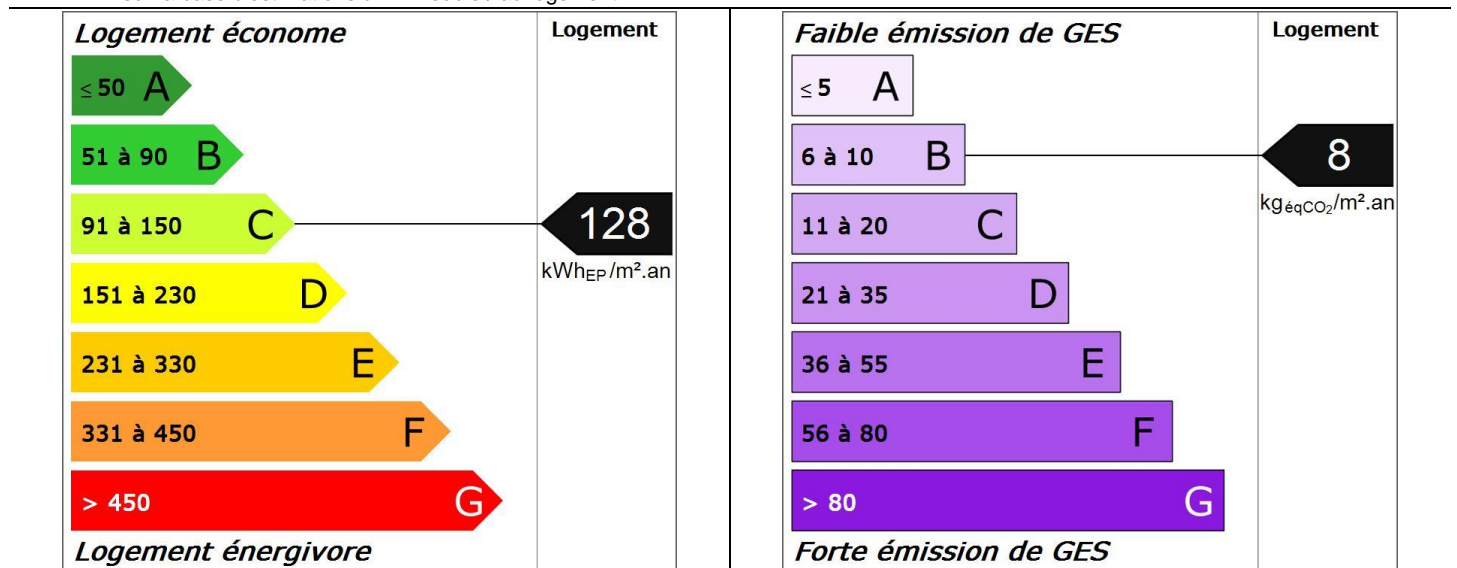 Logement économe Logement
≤ 50 A
51 à 90 B
91 à 150 C 128
kWhEP/m².an
151 à 230 D
231 à 330 E
331 à 450 F
> 450 G
Logement énergivore
Faible émission de GES Logement
≤ 5 A
6 à 10 B 8
kgéqCO₂/m².an
11 à 20 C
21 à 35 D
36 à 55 E
56 à 80 F
> 80 G
Forte émission de GES